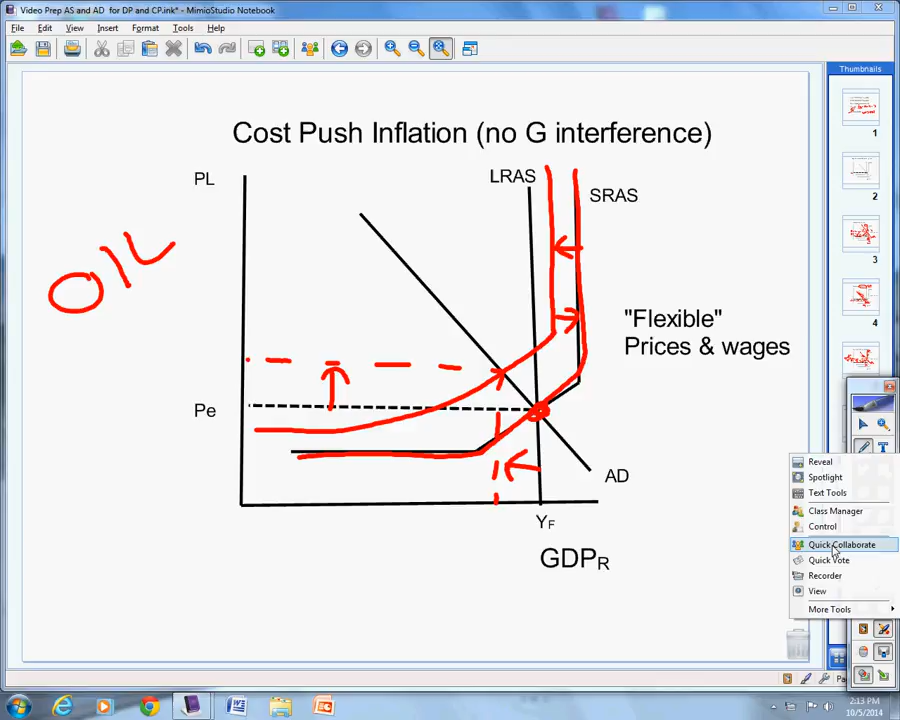 Video Prep AS and AD for DP and CP.ink* - MimioStudio Notebook
File Edit View Insert Format Tools Help
Thumbnails
Cost Push Inflation (no G interference)
PL
LRAS
SRAS
OIL
"Flexible"
Prices & wages
Pe
AD
YF
GDPR
1
2
3
4
Reveal
Spotlight
Text Tools
Class Manager
Control
Quick Collaborate
Quick Vote
Recorder
View
More Tools
2:13 PM
10/5/2014